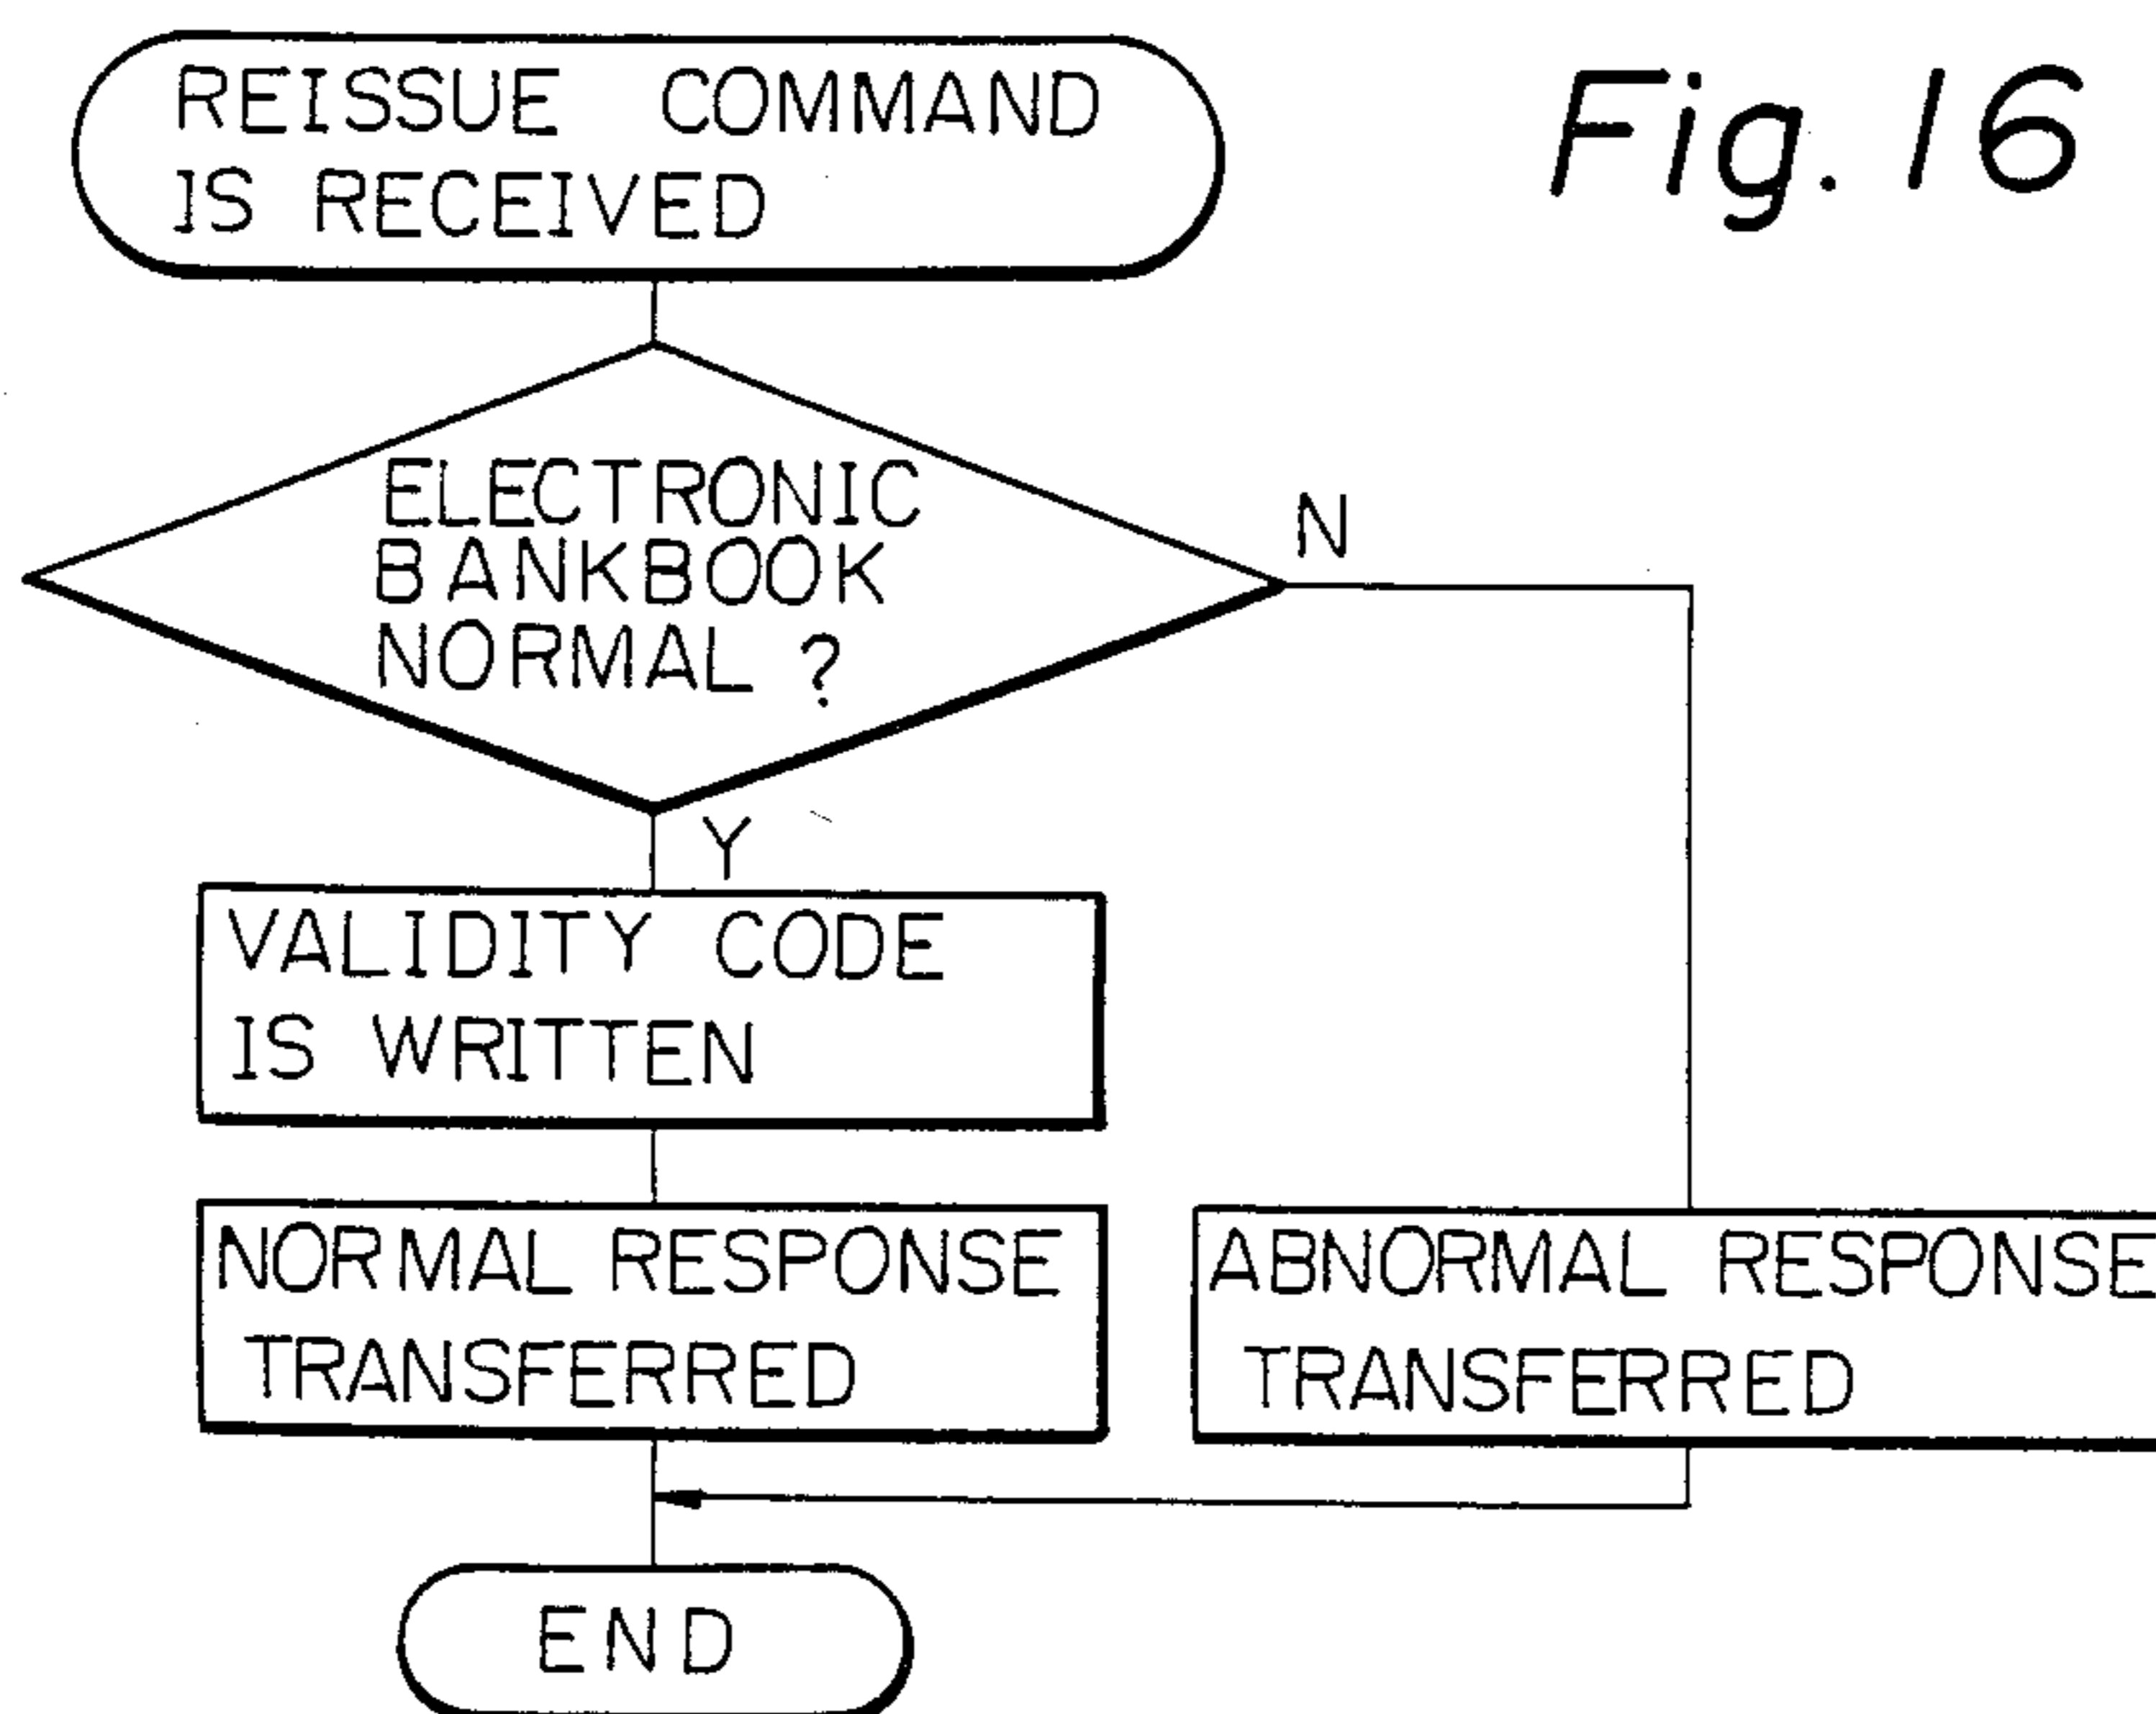 REISSUE COMMAND
IS RECEIVED
Fig. 16
ELECTRONIC
BANKBOOK
NORMAL ?
N
Y
VALIDITY CODE
IS WRITTEN
NORMAL RESPONSE
TRANSFERRED
ABNORMAL RESPONSE
TRANSFERRED
END